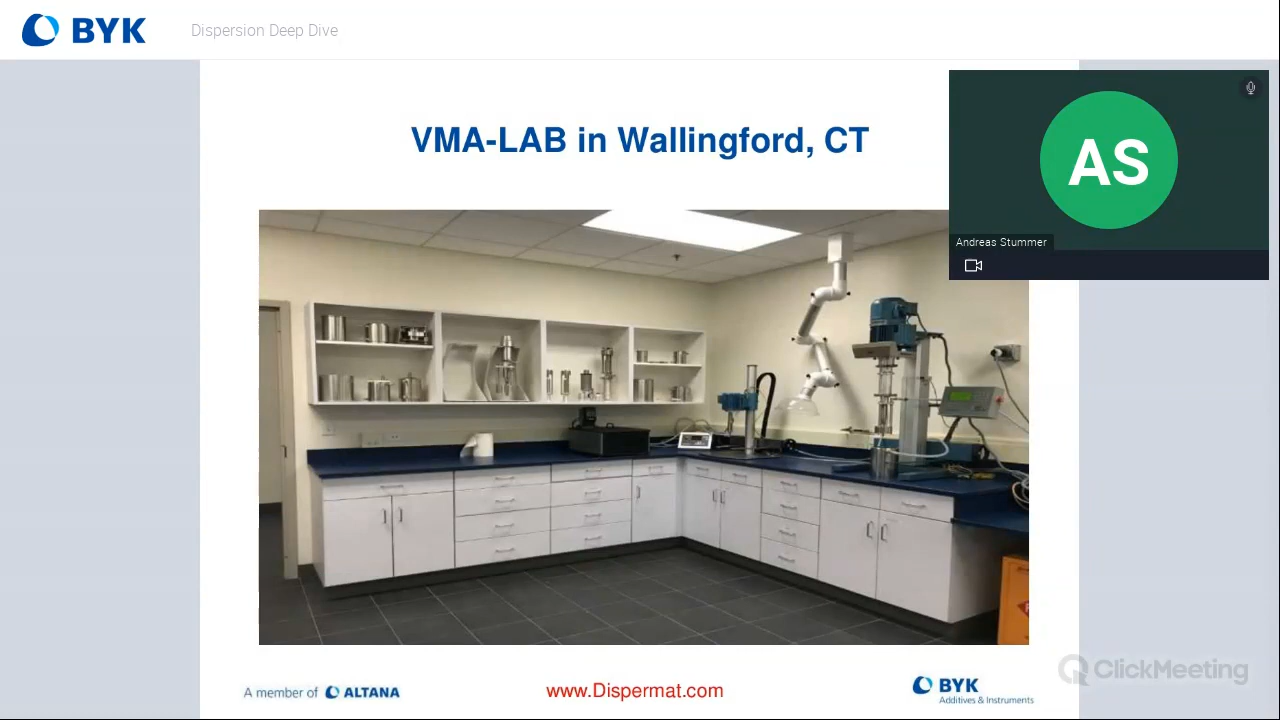 BYK
Dispersion Deep Dive
VMA-LAB in Wallingford, CT
AS
Andreas Stummer
A member of ALTANA
www.Dispermat.com
BYK
Additives & Instruments
ClickMeeting